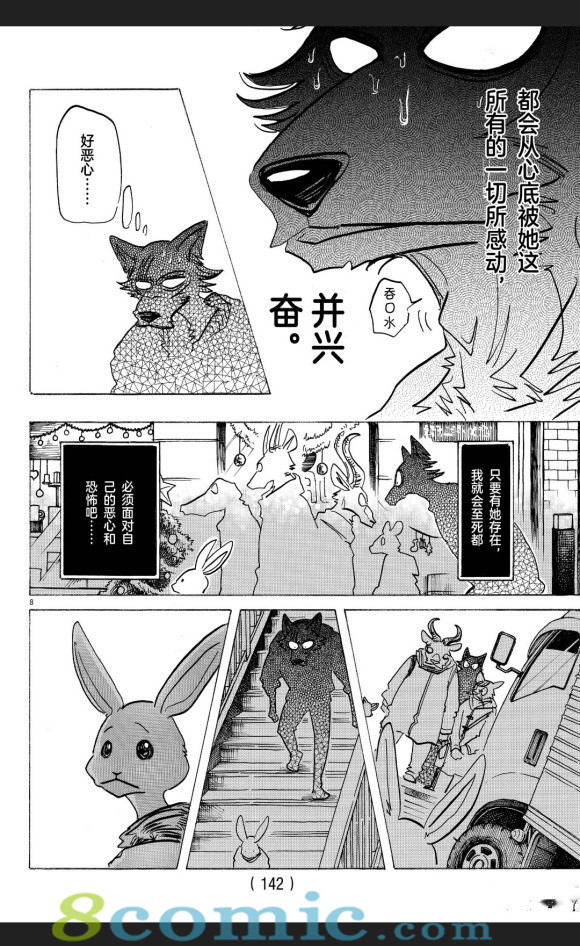 都会从心底被她这
所有的一切所感动，
吞口水
并兴
奋。
好恶心……
只要有她存在，
我就会至死都
必须面对自
己的恶心和
恐怖吧……
8
(142)
8comic.com